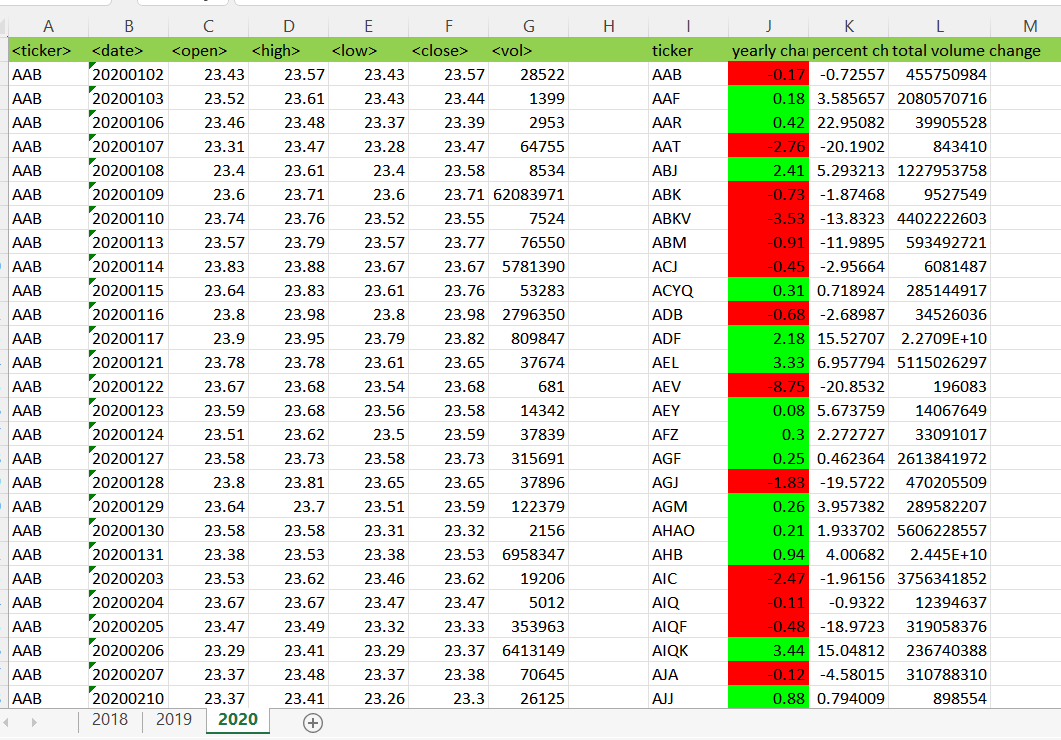 A B C D E F G H I J K L M
<ticker> <date> <open> <high> <low> <close> <vol> ticker yearly chan percent ch total volume change
AAB 20200102 23.43 23.57 23.43 23.57 28522 AAB -0.17 -0.72557 455750984
AAB 20200103 23.52 23.61 23.43 23.44 1399 AAF 0.18 3.585657 2080570716
AAB 20200106 23.46 23.48 23.37 23.39 2953 AAR 0.42 22.95082 39905528
AAB 20200107 23.31 23.47 23.28 23.47 64755 AAT -2.76 -20.1902 843410
AAB 20200108 23.4 23.61 23.4 23.58 8534 ABJ 2.41 5.293213 1227953758
AAB 20200109 23.6 23.71 23.6 23.71 62083971 ABK -0.73 -1.87468 9527549
AAB 20200110 23.74 23.76 23.52 23.55 7524 ABKV -3.53 -13.8323 4402222603
AAB 20200113 23.57 23.79 23.57 23.77 76550 ABM -0.91 -11.9895 593492721
AAB 20200114 23.83 23.88 23.67 23.67 5781390 ACJ -0.45 -2.95664 6081487
AAB 20200115 23.64 23.83 23.61 23.76 53283 ACYQ 0.31 0.718924 285144917
AAB 20200116 23.8 23.98 23.8 23.98 2796350 ADB -0.68 -2.68987 34526036
AAB 20200117 23.9 23.95 23.79 23.82 809847 ADF 2.18 15.52707 2.2709E+10
AAB 20200121 23.78 23.78 23.61 23.65 37674 AEL 3.33 6.957794 5115026297
AAB 20200122 23.67 23.68 23.54 23.68 681 AEV -8.75 -20.8532 196083
AAB 20200123 23.59 23.68 23.56 23.58 14342 AEY 0.08 5.673759 14067649
AAB 20200124 23.51 23.62 23.5 23.59 37839 AFZ 0.3 2.272727 33091017
AAB 20200127 23.58 23.73 23.58 23.73 315691 AGF 0.25 0.462364 2613841972
AAB 20200128 23.8 23.81 23.65 23.65 37896 AGJ -1.83 -19.5722 470205509
AAB 20200129 23.64 23.7 23.51 23.59 122379 AGM 0.26 3.957382 289582207
AAB 20200130 23.58 23.58 23.31 23.32 2156 AHAO 0.21 1.933702 5606228557
AAB 20200131 23.38 23.53 23.38 23.53 6958347 AHB 0.94 4.00682 2.445E+10
AAB 20200203 23.53 23.62 23.46 23.62 19206 AIC -2.47 -1.96156 3756341852
AAB 20200204 23.67 23.67 23.47 23.47 5012 AIQ -0.11 -0.9322 12394637
AAB 20200205 23.47 23.49 23.32 23.33 353963 AIQF -0.48 -18.9723 319058376
AAB 20200206 23.29 23.41 23.29 23.37 6413149 AIQK 3.44 15.04812 236740388
AAB 20200207 23.37 23.48 23.37 23.38 70645 AJA -0.12 -4.58015 310788310
AAB 20200210 23.37 23.41 23.26 23.3 26125 AJJ 0.88 0.794009 898554
2018 2019 2020